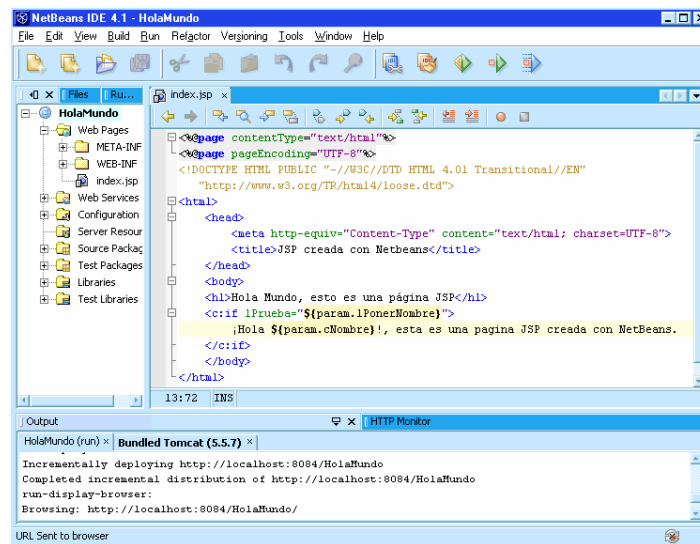 NetBeans IDE 4.1 - HolaMundo
File Edit View Build Run Refactor Versioning Tools Window Help
Files Ru... index.jsp
HolaMundo
Web Pages
META-INF
WEB-INF
index.jsp
Web Services
Configuration
Server Resour
Source Packag
Test Packages
Libraries
Test Libraries
<%@page contentType="text/html"%>
<%@page pageEncoding="UTF-8"%>
<!DOCTYPE HTML PUBLIC "-//W3C//DTD HTML 4.01 Transitional//EN"
"http://www.w3.org/TR/html4/loose.dtd">
<html>
<head>
<meta http-equiv="Content-Type" content="text/html; charset=UTF-8">
<title>JSP creada con Netbeans</title>
</head>
<body>
<h1>Hola Mundo, esto es una página JSP</h1>
<c:if lPrueba="${param.lPonerNombre}">
¡Hola ${param.cNombre}!, esta es una pagina JSP creada con NetBeans.
</c:if>
</body>
</html>
13:72 INS
Output HTTP Monitor
HolaMundo (run) Bundled Tomcat (5.5.7)
Incrementally deploying http://localhost:8084/HolaMundo
Completed incremental distribution of http://localhost:8084/HolaMundo
run-display-browser:
Browsing: http://localhost:8084/HolaMundo/
URL Sent to browser